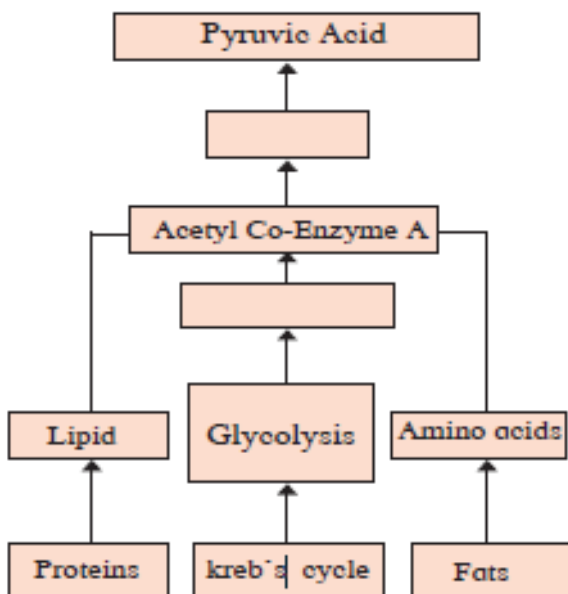 Pyruvic Acid
Acetyl Co-Enzyme A
Lipid
Glycolysis
Amino acids
Proteins
kreb's cycle
Fats